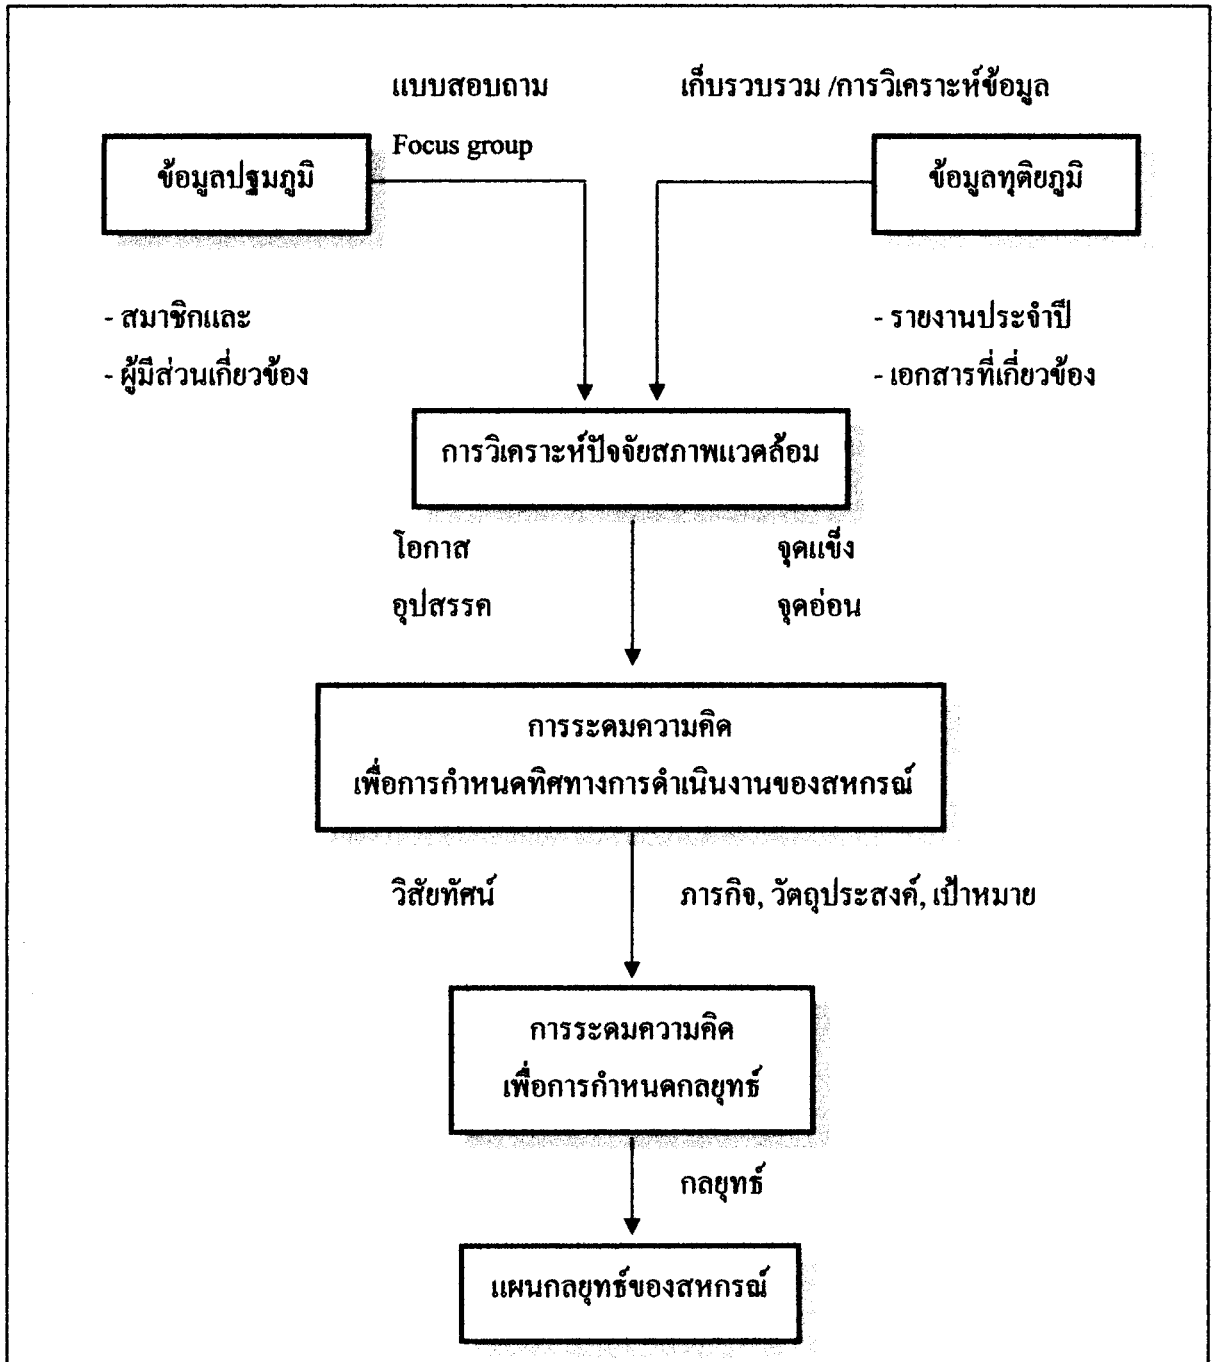 แบบสอบถาม เก็บรวบรวม /การวิเคราะห์ข้อมูล
Focus group
ข้อมูลปฐมภูมิ ข้อมูลทุติยภูมิ
- สมาชิกและ - รายงานประจำปี
- ผู้มีส่วนเกี่ยวข้อง - เอกสารที่เกี่ยวข้อง
การวิเคราะห์ปัจจัยสภาพแวดล้อม
โอกาส จุดแข็ง
อุปสรรค จุดอ่อน
การระดมความคิด
เพื่อการกำหนดทิศทางการดำเนินงานของสหกรณ์
วิสัยทัศน์ ภารกิจ, วัตถุประสงค์, เป้าหมาย
การระดมความคิด
เพื่อการกำหนดกลยุทธ์
กลยุทธ์
แผนกลยุทธ์ของสหกรณ์